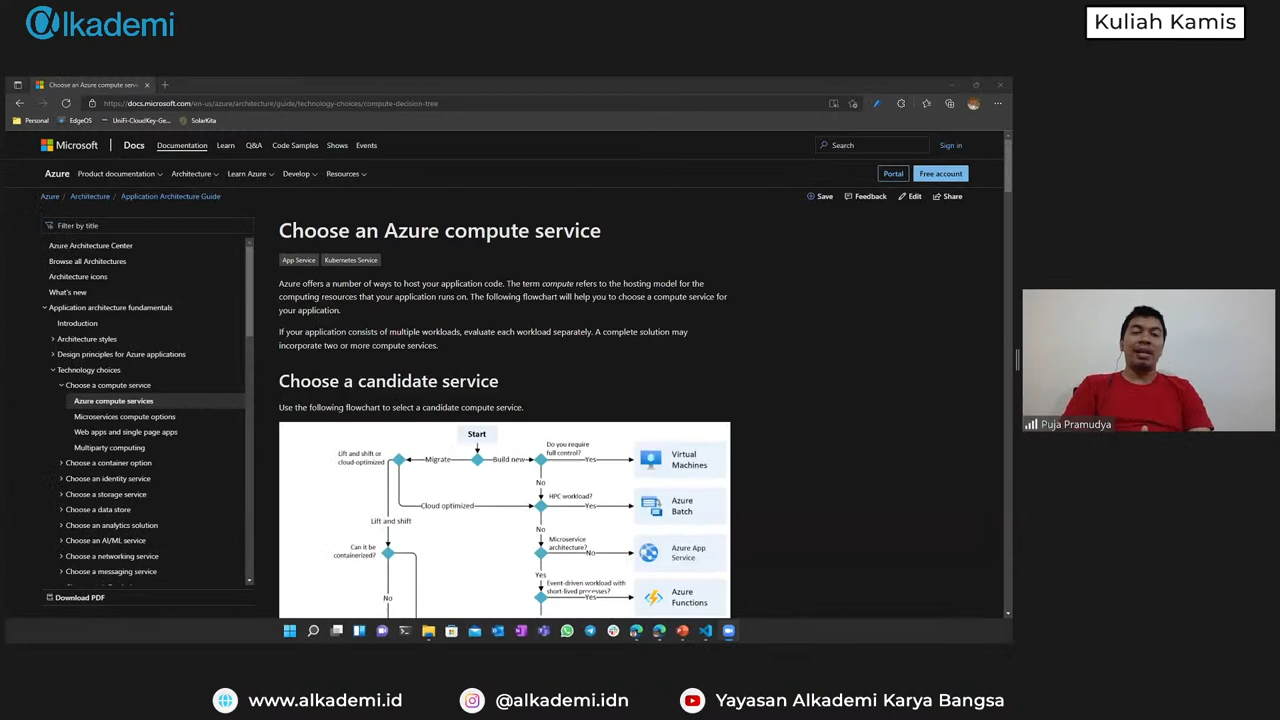 alkademi
Kuliah Kamis
Choose an Azure compute serv
https://docs.microsoft.com/en-us/azure/architecture/guide/technology-choices/compute-decision-tree
Personal
EdgeOS
UniFi-CloudKey-Ge...
SolarKita
Microsoft
Docs
Documentation
Learn
Q&A
Code Samples
Shows
Events
Search
Sign in
Azure
Product documentation
Architecture
Learn Azure
Develop
Resources
Portal
Free account
Azure / Architecture / Application Architecture Guide
Save
Feedback
Edit
Share
Filter by title
Azure Architecture Center
Browse all Architectures
Architecture icons
What's new
Application architecture fundamentals
Introduction
Architecture styles
Design principles for Azure applications
Technology choices
Choose a compute service
Azure compute services
Microservices compute options
Web apps and single page apps
Multiparty computing
Choose a container option
Choose an identity service
Choose a storage service
Choose a data store
Choose an analytics solution
Choose an AI/ML service
Choose a networking service
Choose a messaging service
Download PDF
Choose an Azure compute service
App Service
Kubernetes Service
Azure offers a number of ways to host your application code. The term compute refers to the hosting model for the
computing resources that your application runs on. The following flowchart will help you to choose a compute service for
your application.
If your application consists of multiple workloads, evaluate each workload separately. A complete solution may
incorporate two or more compute services.
Choose a candidate service
Use the following flowchart to select a candidate compute service.
Start
Lift and shift or
cloud-optimized
Migrate
Build new
Do you require
full control?
Yes
Virtual
Machines
No
HPC workload?
Cloud optimized
Yes
Azure
Batch
Lift and shift
No
Can it be
containerized?
Microservice
architecture?
No
Azure App
Service
Yes
Event-driven workload with
short-lived processes?
Yes
No
Azure
Functions
Puja Pramudya
www.alkademi.id
@alkademi.idn
Yayasan Alkademi Karya Bangsa